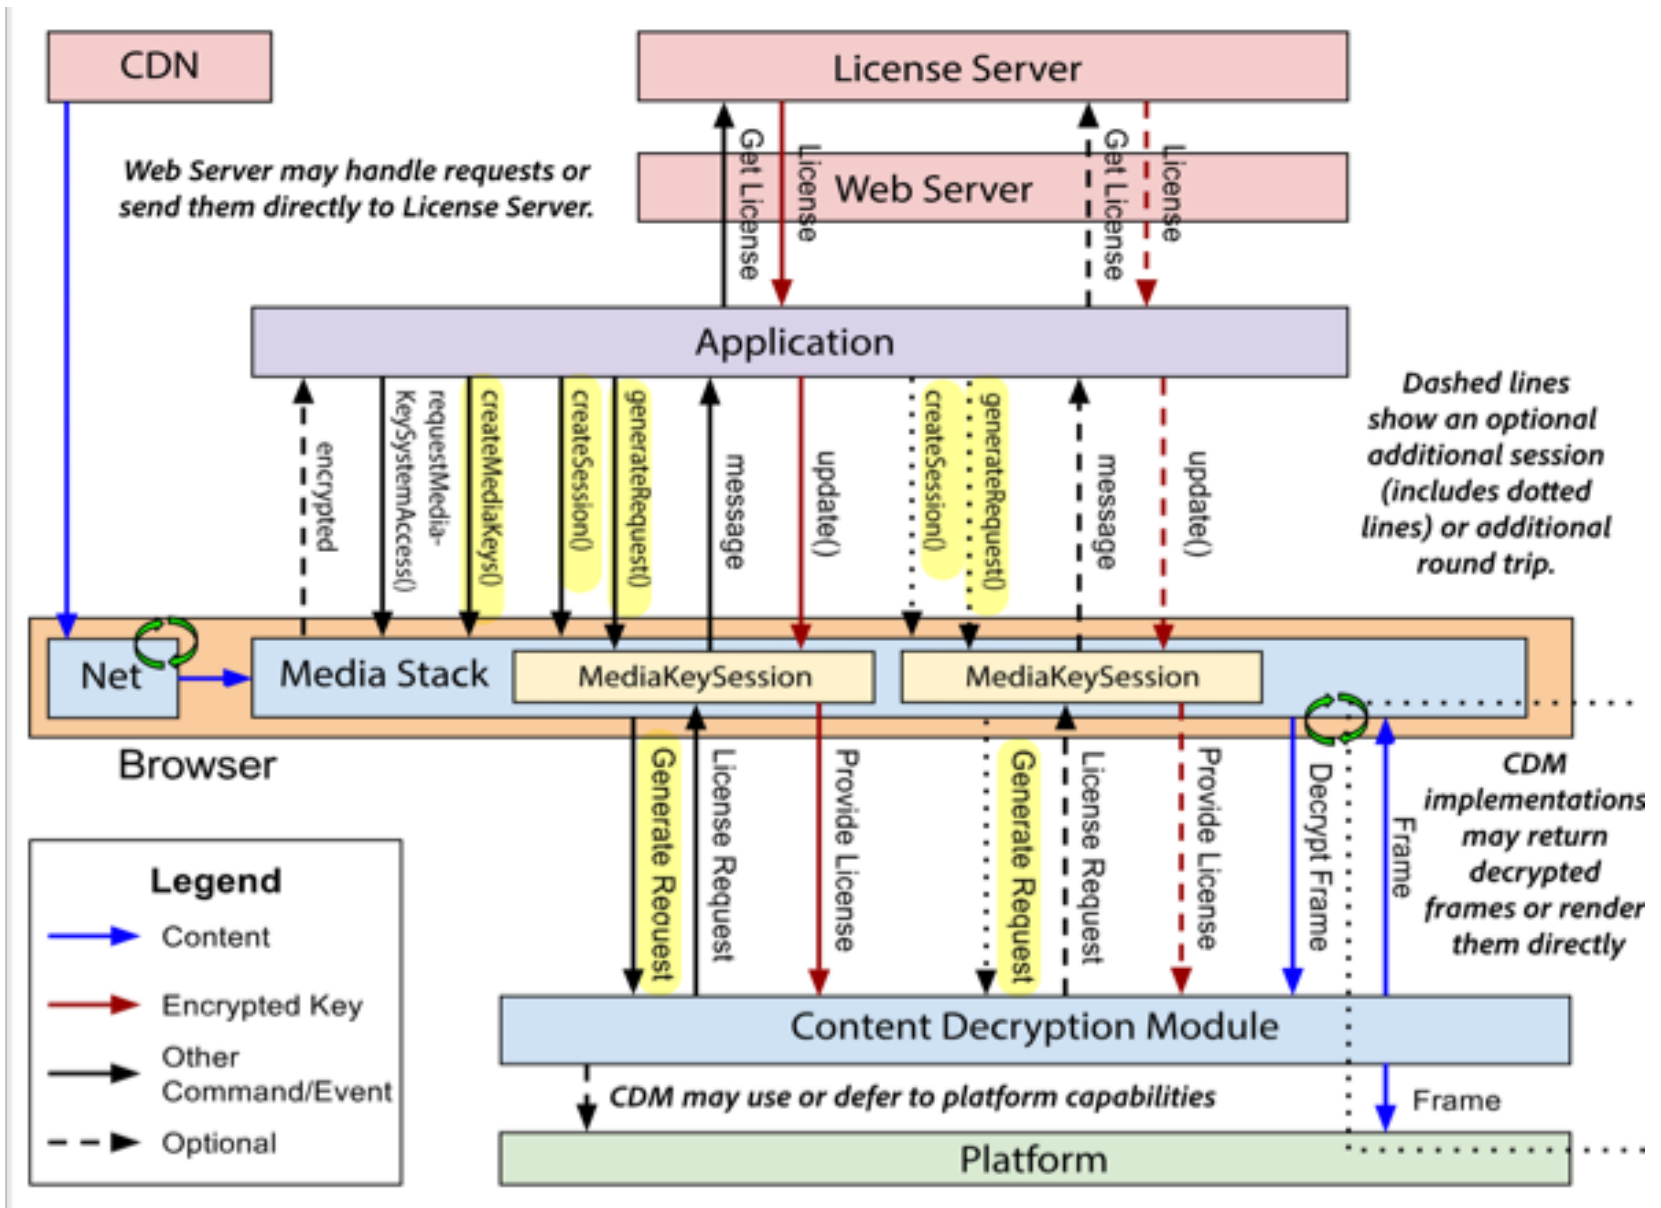 CDN
License Server
Web Server may handle requests or
send them directly to License Server.
Get License
License
Get License
License
Web Server
Application
encrypted
requestMedia-
KeySystemAccess()
createMediaKeys()
createSession()
generateRequest()
message
update()
createSession()
generateRequest()
message
update()
Dashed lines
show an optional
additional session
(includes dotted
lines) or additional
round trip.
Net
Media Stack
MediaKeySession
MediaKeySession
Browser
Generate Request
License Request
Provide License
Generate Request
License Request
Provide License
Decrypt Frame
Frame
CDM
implementations
may return
decrypted
frames or render
them directly
Legend
Content
Encrypted Key
Other
Command/Event
Optional
Content Decryption Module
CDM may use or defer to platform capabilities
Frame
Platform